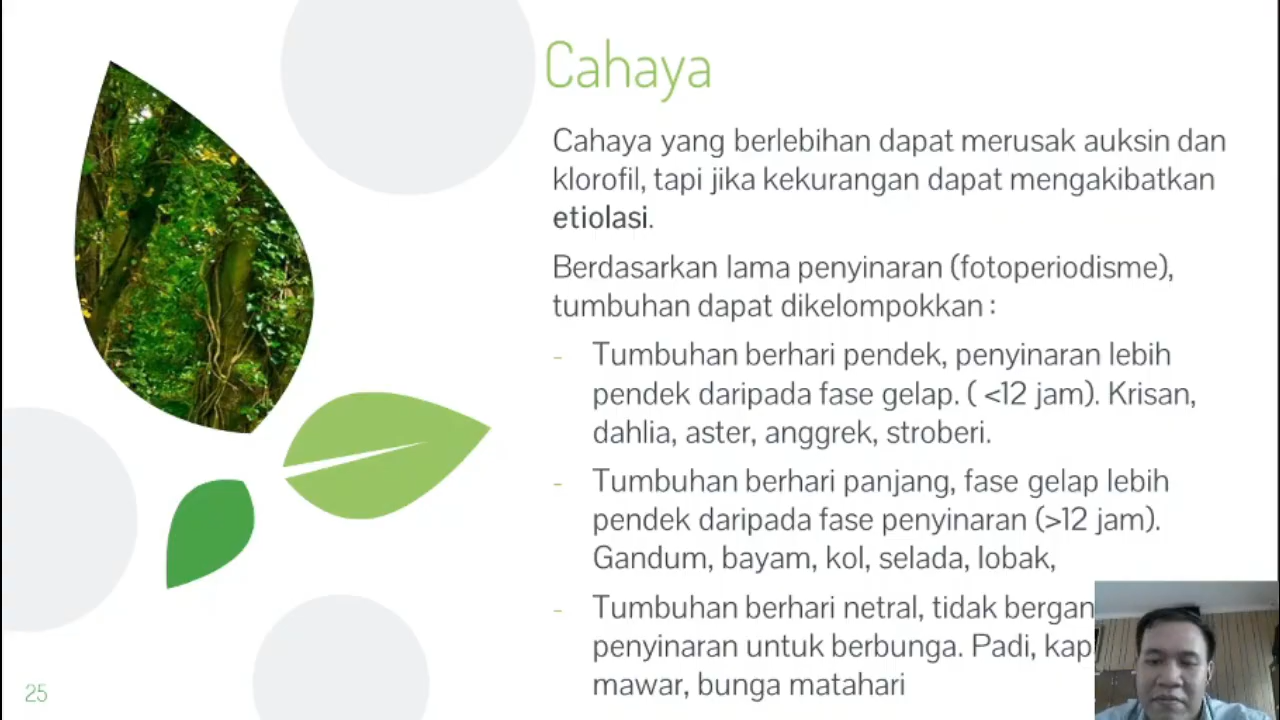 Cahaya
Cahaya yang berlebihan dapat merusak auksin dan
klorofil, tapi jika kekurangan dapat mengakibatkan
etiolasi.
Berdasarkan lama penyinaran (fotoperiodisme),
tumbuhan dapat dikelompokkan :
- Tumbuhan berhari pendek, penyinaran lebih
pendek daripada fase gelap. ( <12 jam). Krisan,
dahlia, aster, anggrek, stroberi.
- Tumbuhan berhari panjang, fase gelap lebih
pendek daripada fase penyinaran (>12 jam).
Gandum, bayam, kol, selada, lobak,
- Tumbuhan berhari netral, tidak
penyinaran untuk berbunga. Padi,
mawar, bunga matahari
25